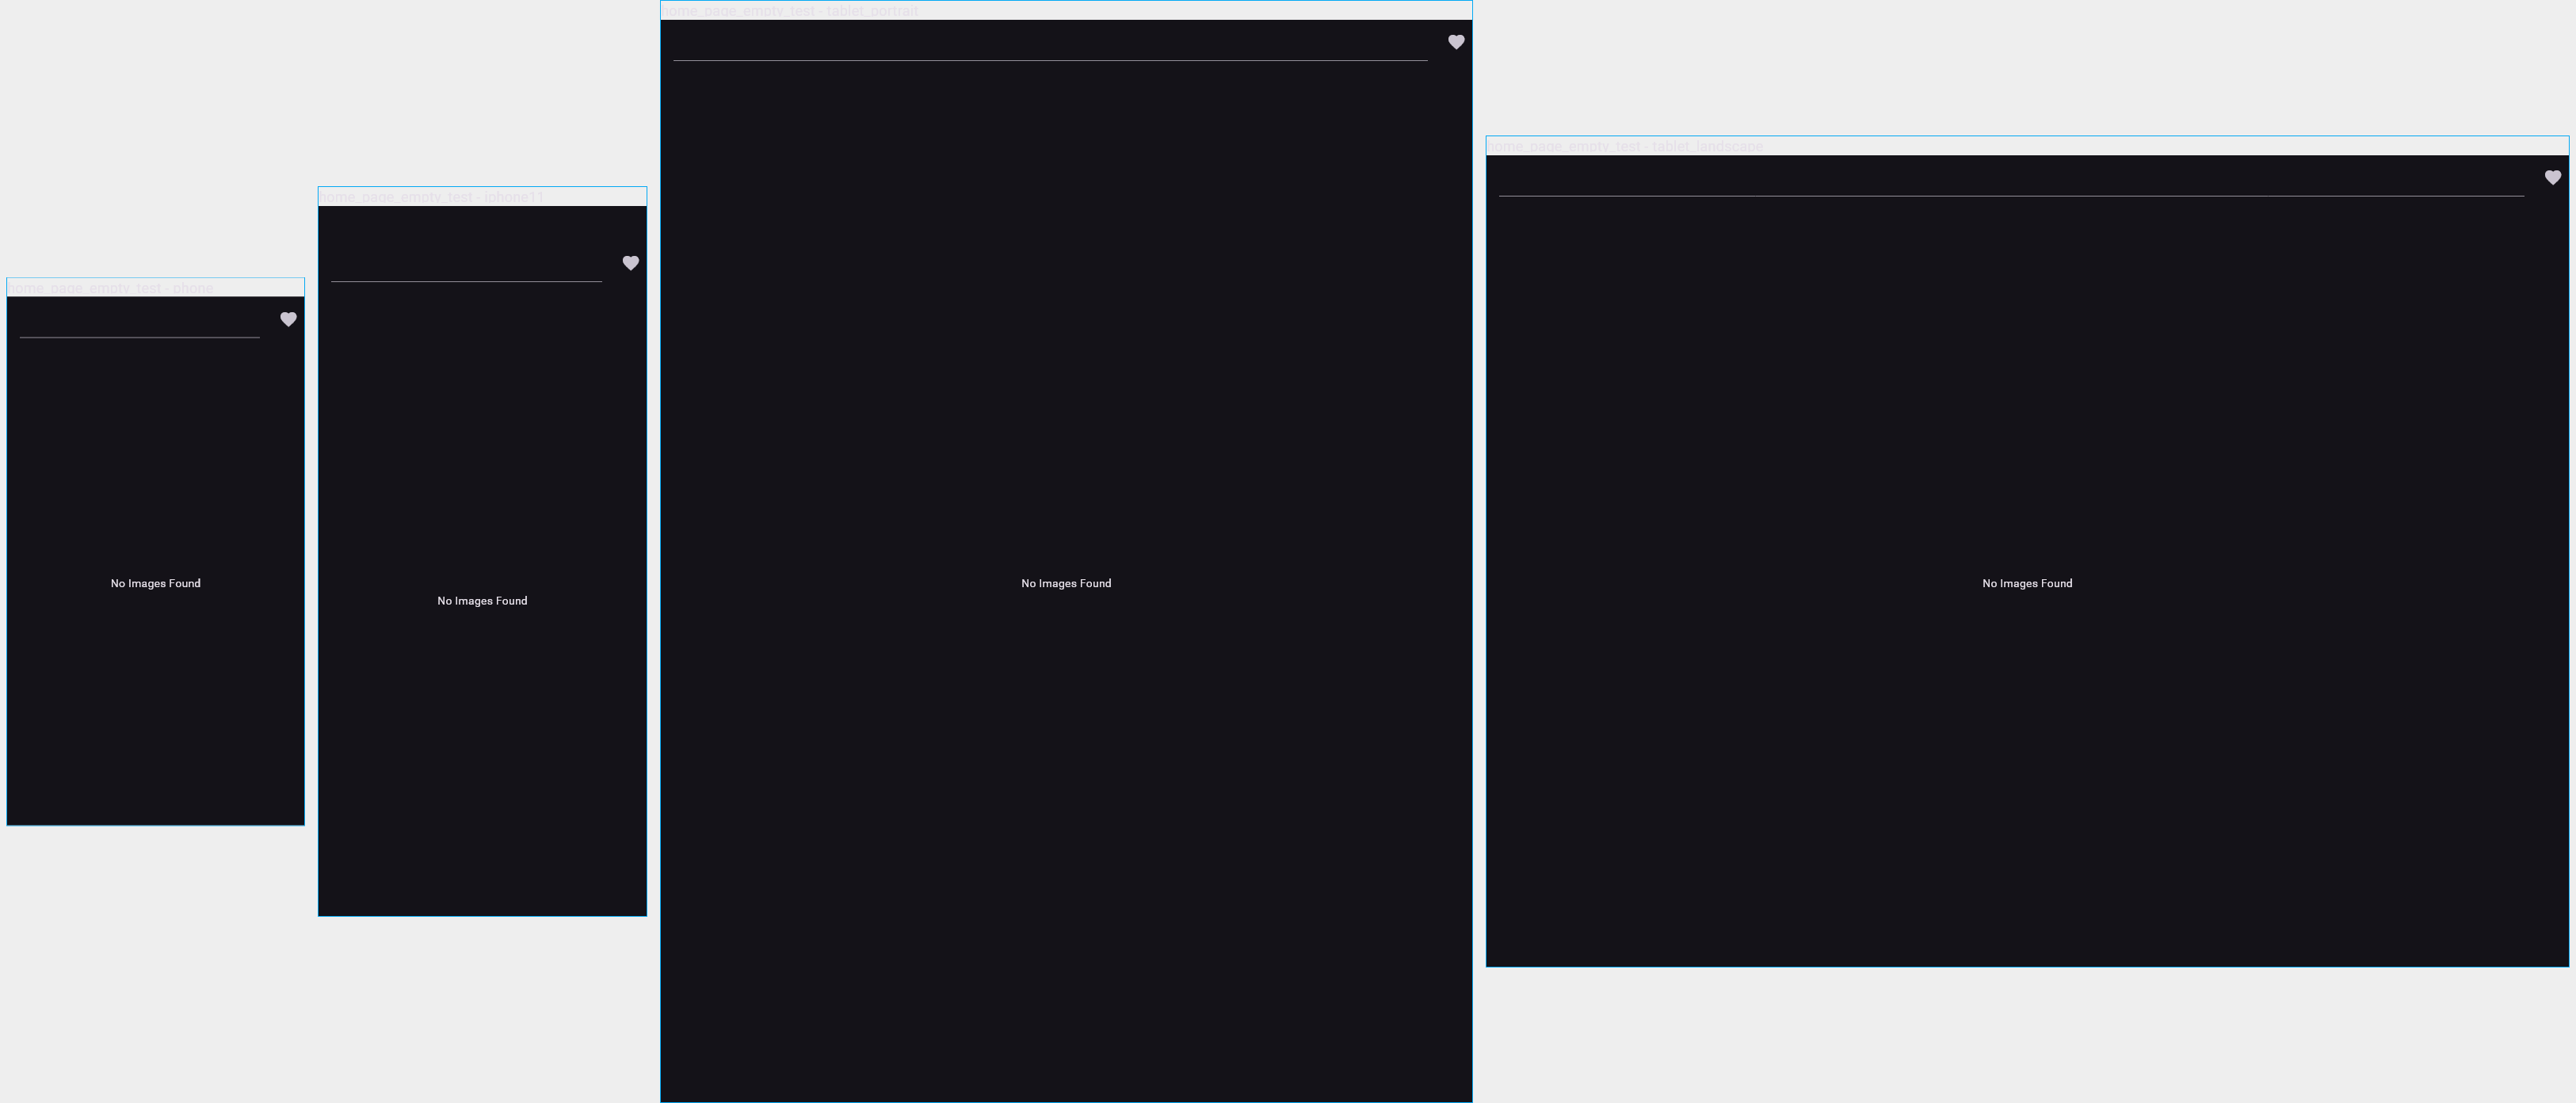 home_page_empty_test - phone
No Images Found
home_page_empty_test - iphone11
No Images Found
home_page_empty_test - tablet_portrait
No Images Found
home_page_empty_test - tablet_landscape
No Images Found